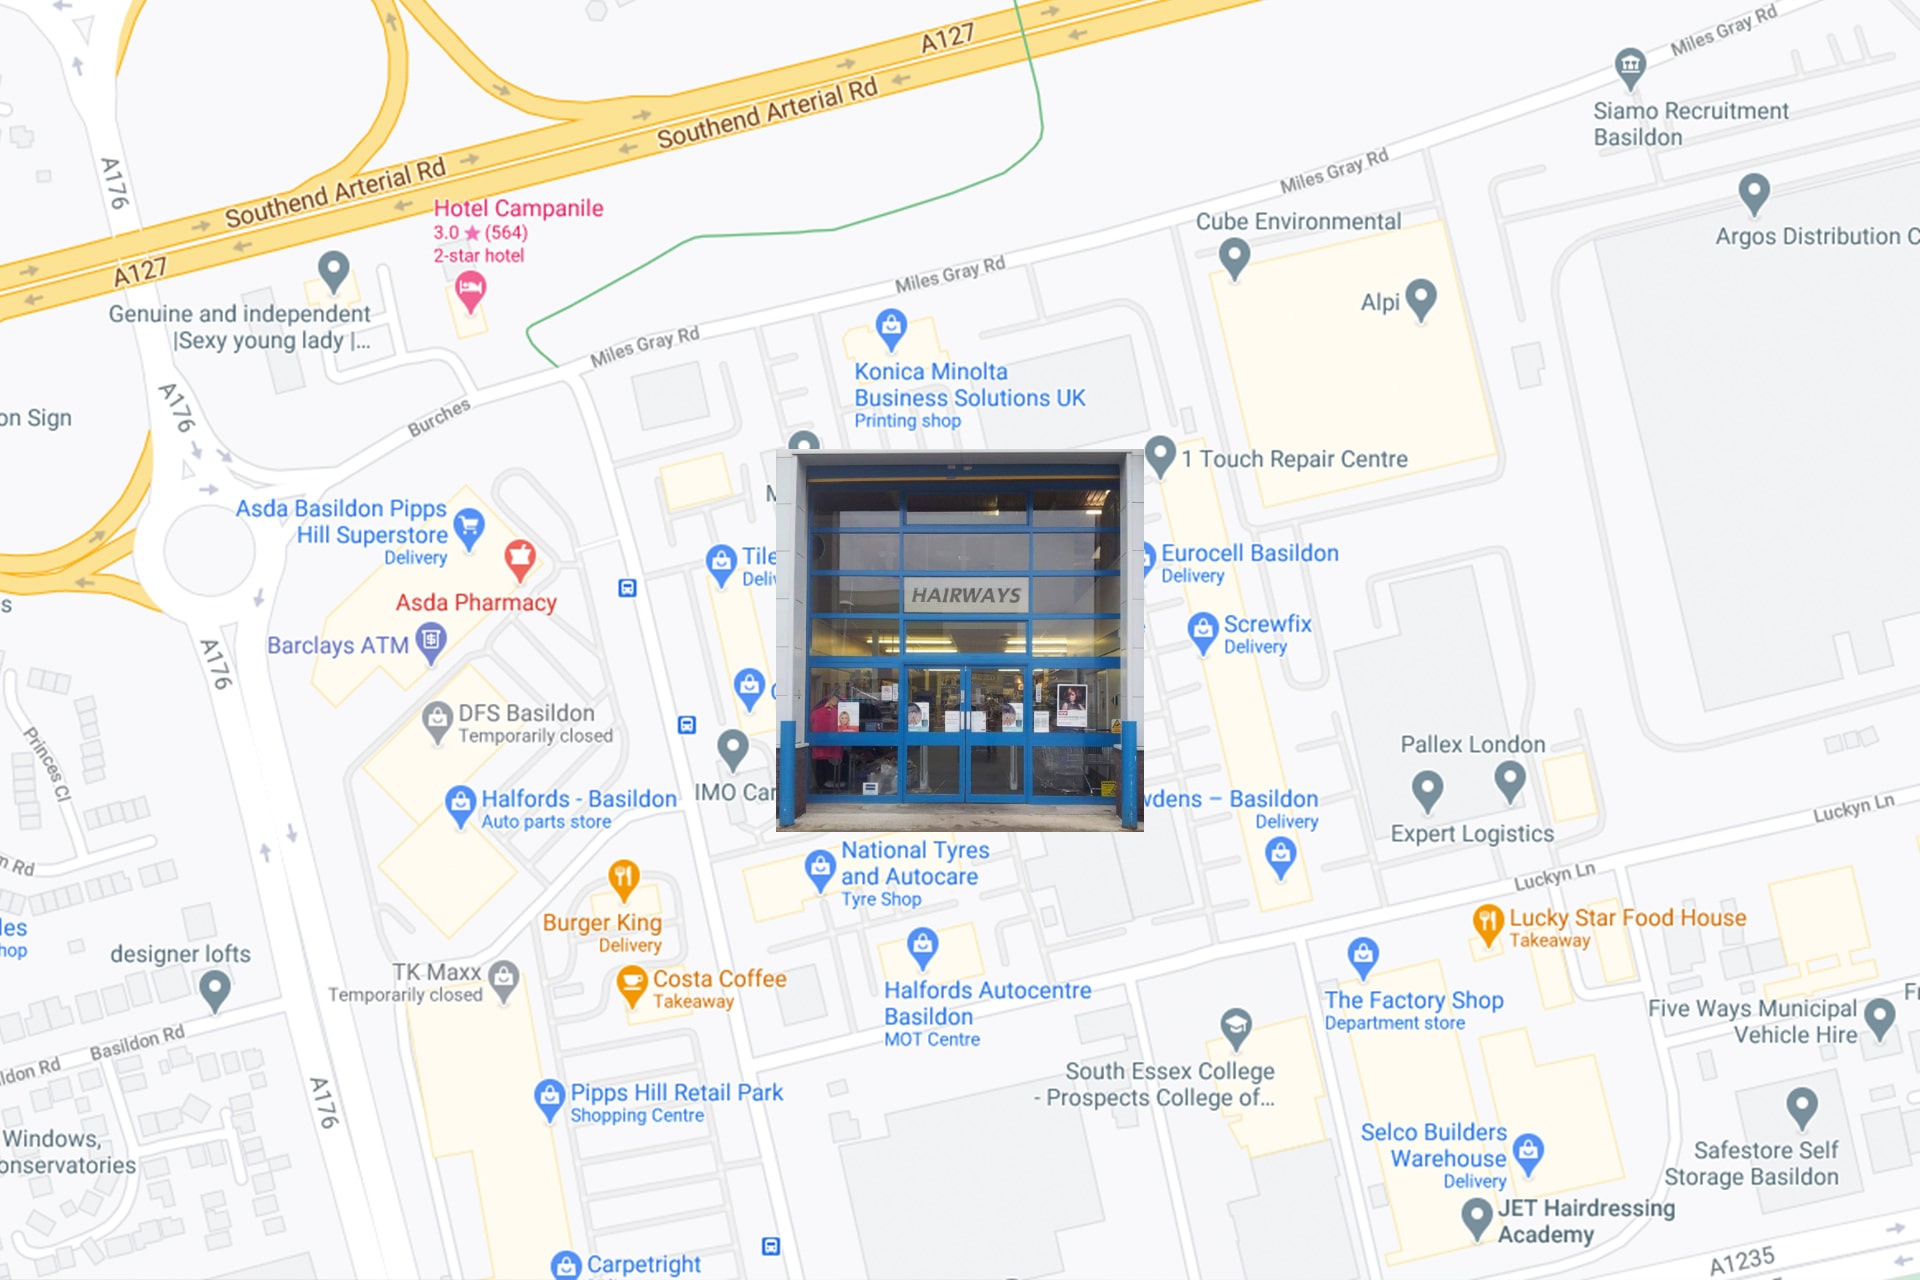 Miles Gray Rd
A127
Southend Arterial Rd
Siamo Recruitment
Basildon
A176
Southend Arterial Rd
Miles Gray Rd
Hotel Campanile
3.0 ★ (564)
2-star hotel
Cube Environmental
Argos Distribution C
A127
Miles Gray Rd
Alpi
Genuine and independent
|Sexy young lady |...
Miles Gray Rd
Konica Minolta
Business Solutions UK
Printing shop
A176
on Sign
Burches
1 Touch Repair Centre
Asda Basildon Pipps
Hill Superstore
Delivery
Tile
Eurocell Basildon
Delivery
Asda Pharmacy
HAIRWAYS
Barclays ATM
Screwfix
Delivery
A176
DFS Basildon
Temporarily closed
Princes Cl
Pallex London
IMO Car
Halfords - Basildon
Auto parts store
wdens – Basildon
Delivery
Luckyn Ln
Expert Logistics
National Tyres
and Autocare
Tyre Shop
n Rd
Luckyn Ln
Burger King
Delivery
Lucky Star Food House
Takeaway
les
hop
designer lofts
TK Maxx
Temporarily closed
Costa Coffee
Takeaway
Halfords Autocentre
Basildon
MOT Centre
The Factory Shop
Department store
Five Ways Municipal
Vehicle Hire
Basildon Rd
ldon Rd
South Essex College
- Prospects College of...
Pipps Hill Retail Park
Shopping Centre
A176
Windows,
onservatories
Selco Builders
Warehouse
Delivery
Safestore Self
Storage Basildon
JET Hairdressing
Academy
Carpetright
A1235